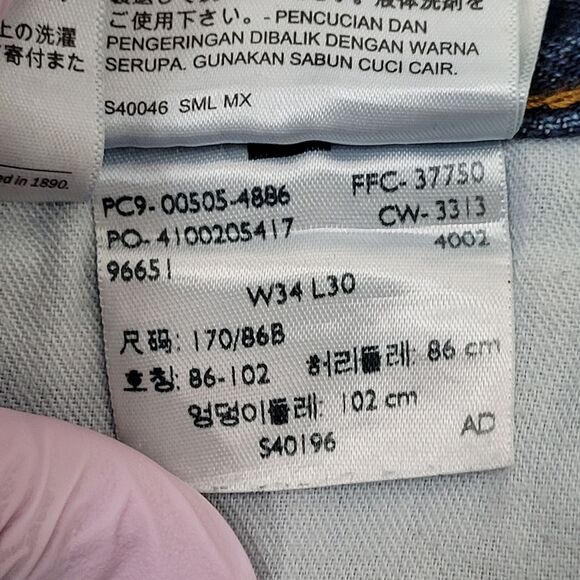 ご使用下さい。- PENCUCIAN DAN
PENGERINGAN DIBALIK DENGAN WARNA
SERUPA. GUNAKAN SABUN CUCI CAIR.
S40046 SML MX
上の洗濯
寄付また
in 1890.
PC9-00505-4886 FFC-37750
PO-4100205417 CW-3313
96651 4002
W34 L30
尺码: 170/86B
호칭: 86-102 허리둘레: 86 cm
엉덩이둘레: 102 cm
S40196 AD